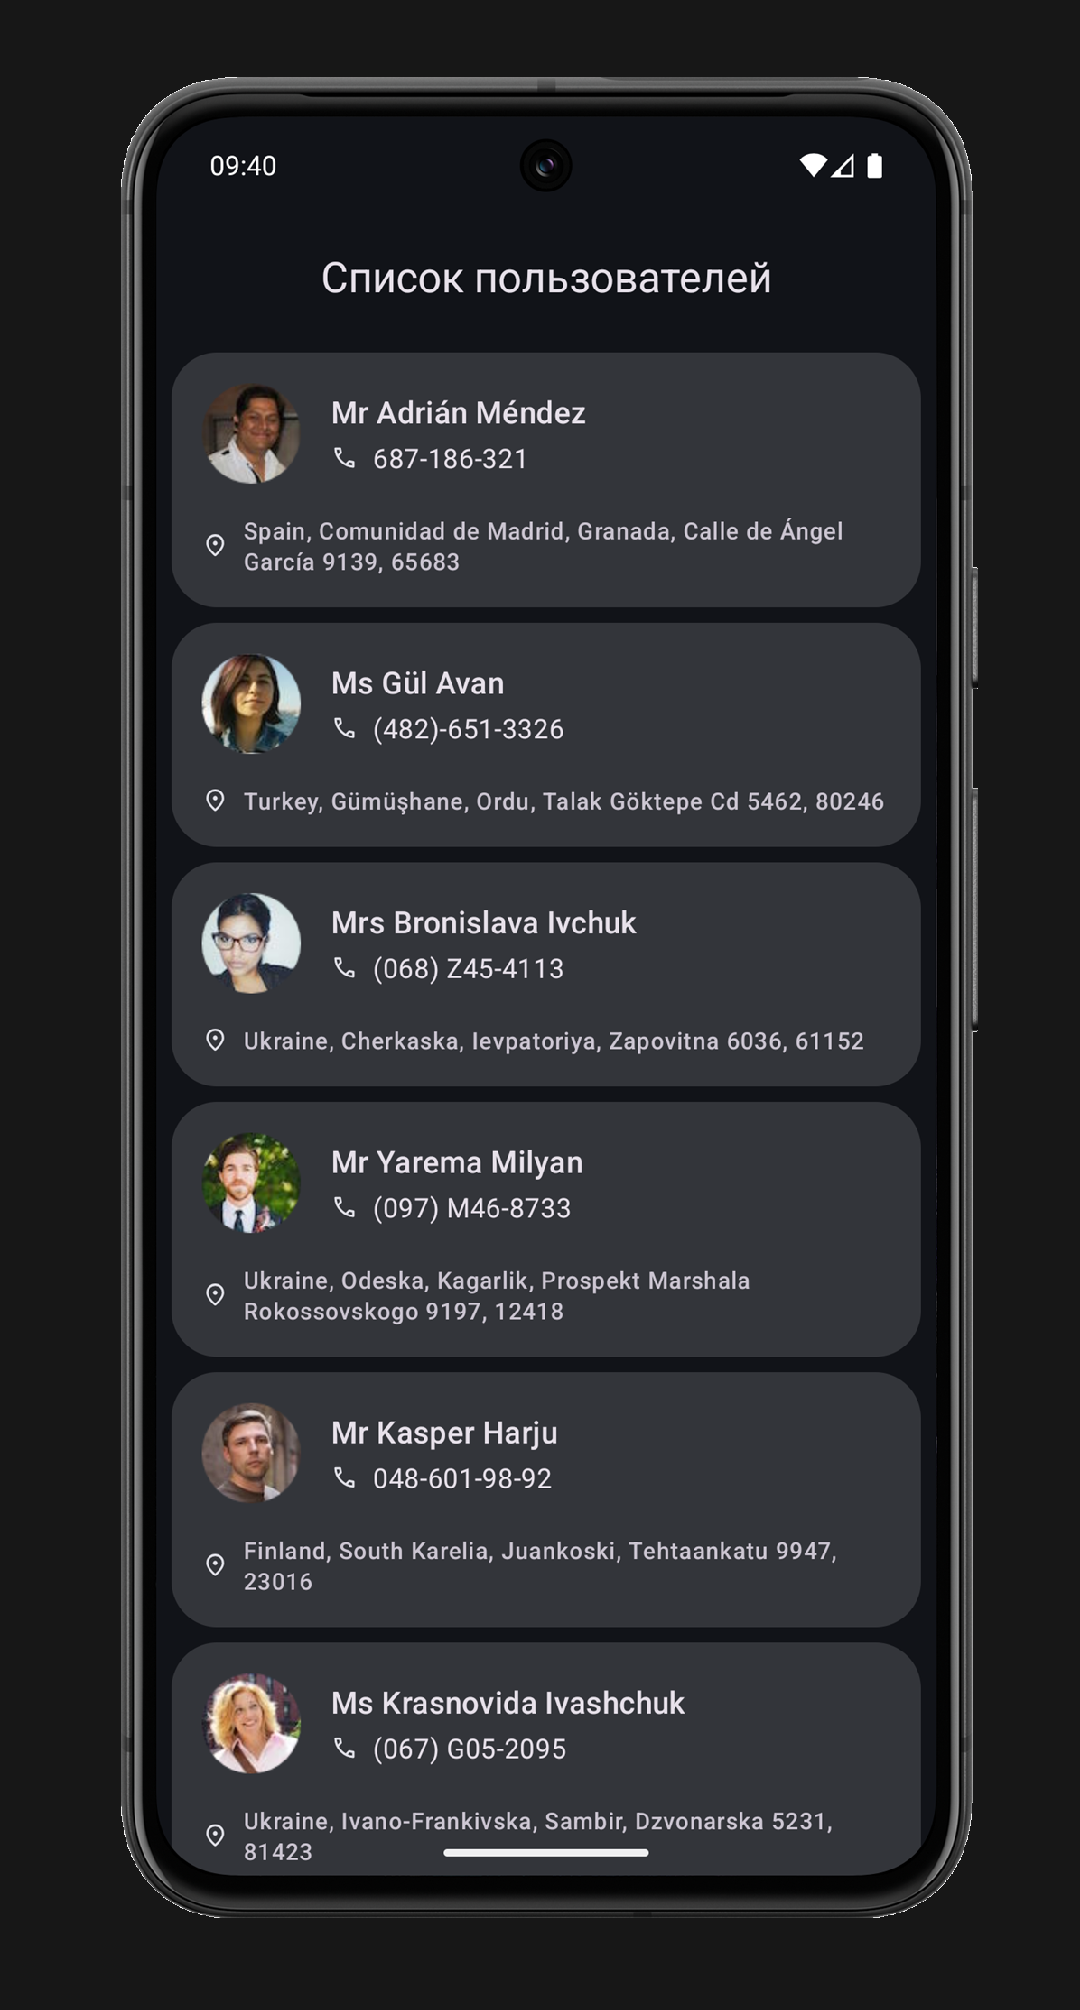 09:40
Список пользователей
Mr Adrián Méndez
687-186-321
Spain, Comunidad de Madrid, Granada, Calle de Ángel
García 9139, 65683
Ms Gül Avan
(482)-651-3326
Turkey, Gümüşhane, Ordu, Talak Göktepe Cd 5462, 80246
Mrs Bronislava Ivchuk
(068) Z45-4113
Ukraine, Cherkaska, Ievpatoriya, Zapovitna 6036, 61152
Mr Yarema Milyan
(097) M46-8733
Ukraine, Odeska, Kagarlik, Prospekt Marshala
Rokossovskogo 9197, 12418
Mr Kasper Harju
048-601-98-92
Finland, South Karelia, Juankoski, Tehtaankatu 9947,
23016
Ms Krasnovida Ivashchuk
(067) G05-2095
Ukraine, Ivano-Frankivska, Sambir, Dzvonarska 5231,
81423